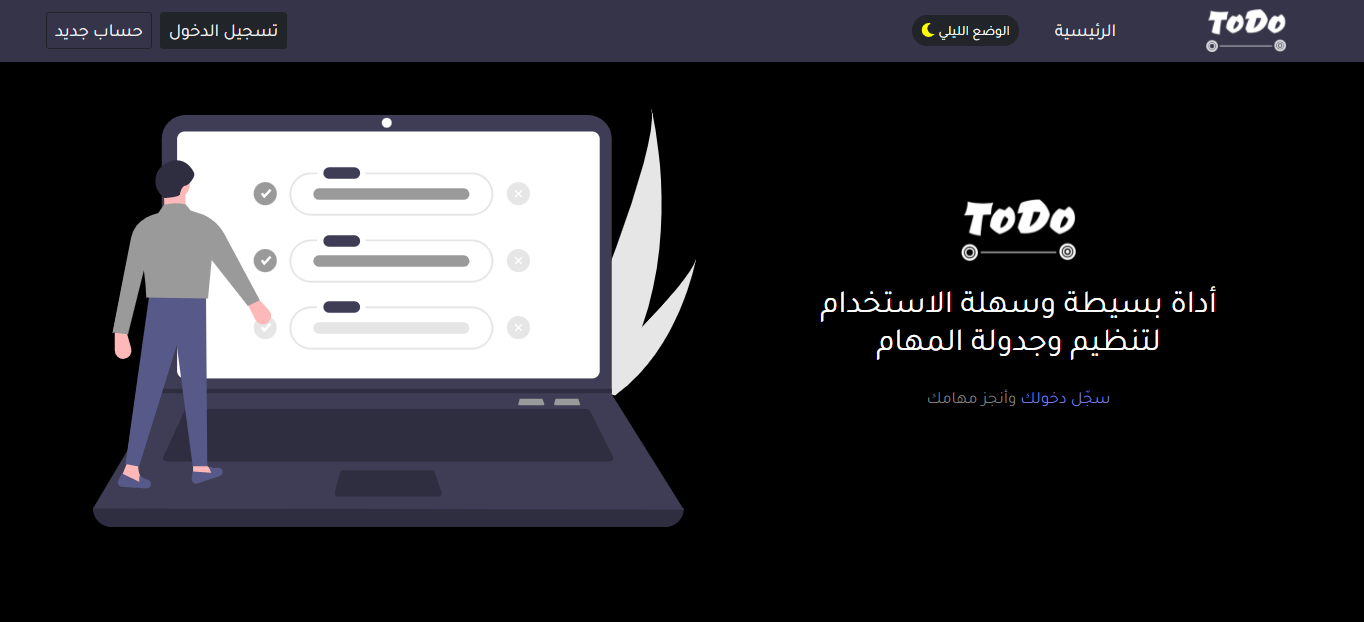 ToDo
الرئيسية
الوضع الليلي
تسجيل الدخول
حساب جديد
ToDo
أداة بسيطة وسهلة الاستخدام
لتنظيم وجدولة المهام
سجّل دخولك وأنجز مهامك